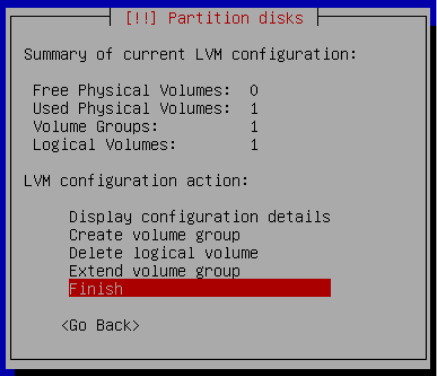 [!!] Partition disks
Summary of current LVM configuration:
Free Physical Volumes: 0
Used Physical Volumes: 1
Volume Groups: 1
Logical Volumes: 1
LVM configuration action:
Display configuration details
Create volume group
Delete logical volume
Extend volume group
Finish
<Go Back>